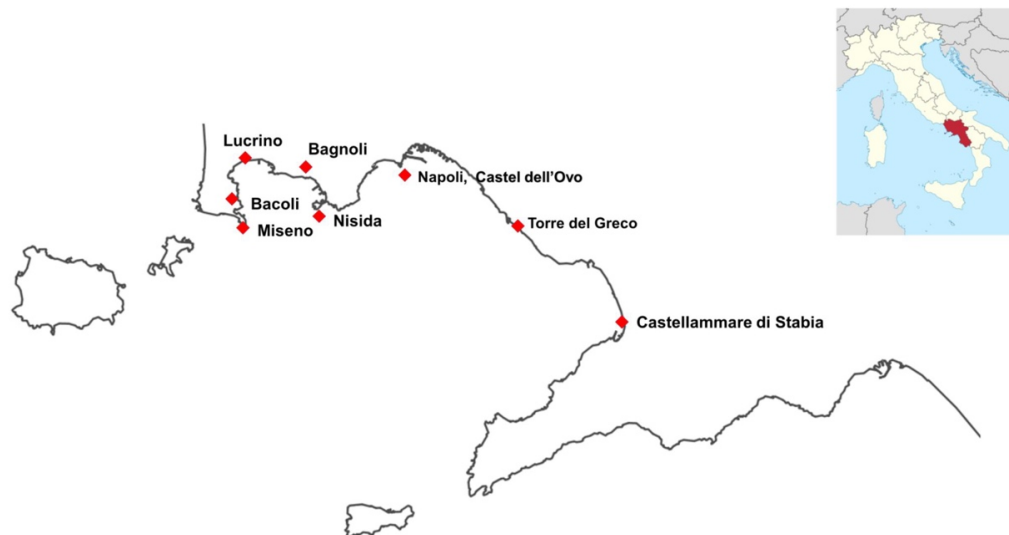 Lucrino
Bagnoli
Napoli, Castel dell’Ovo
Bacoli
Nisida
Miseno
Torre del Greco
Castellammare di Stabia